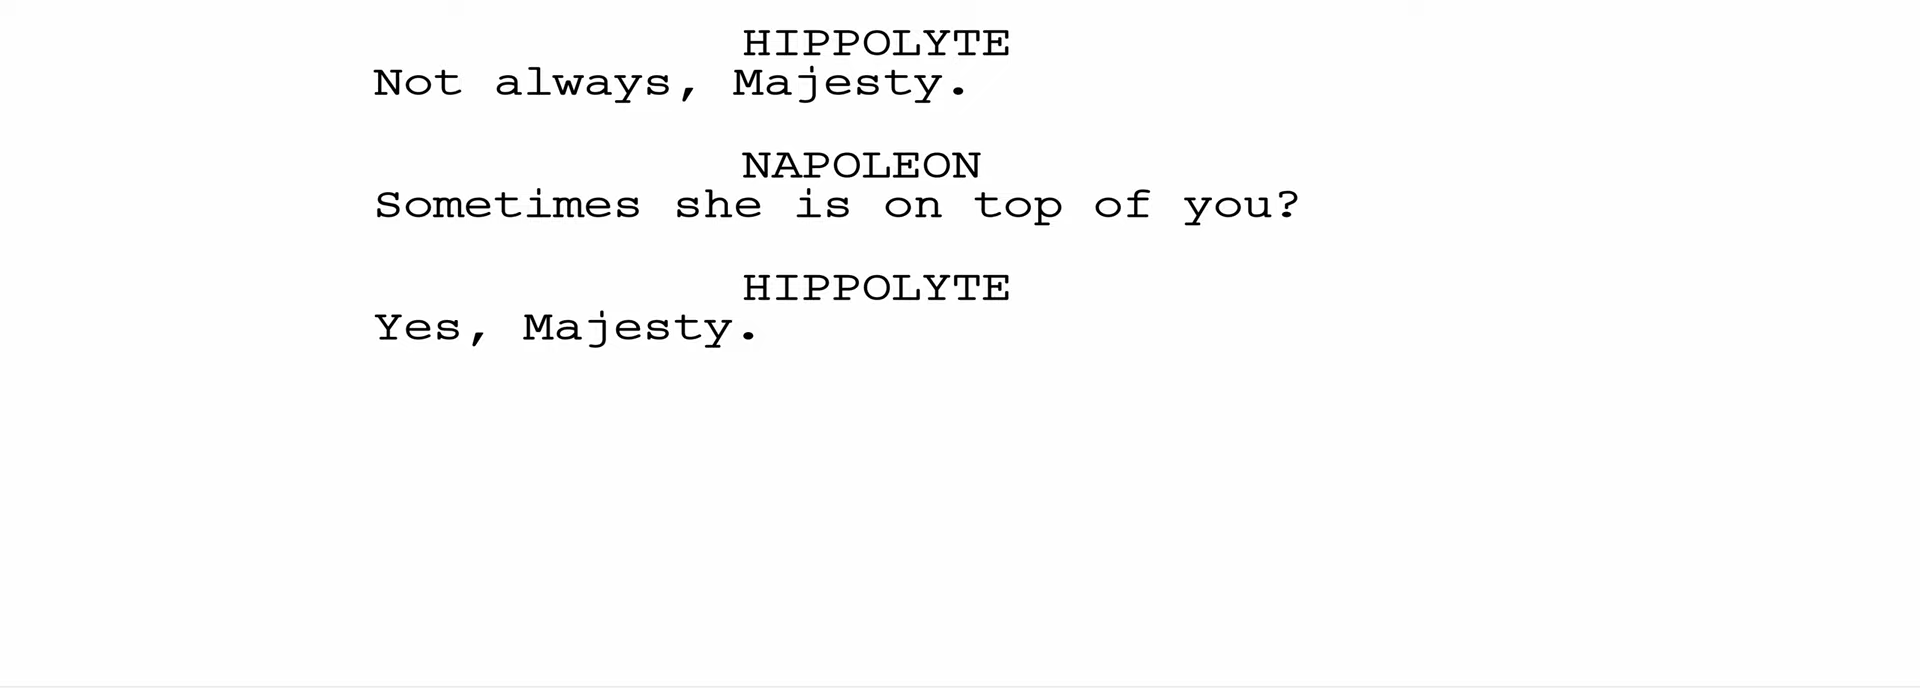 HIPPOLYTE
Not always, Majesty.
NAPOLEON
Sometimes she is on top of you?
HIPPOLYTE
Yes, Majesty.